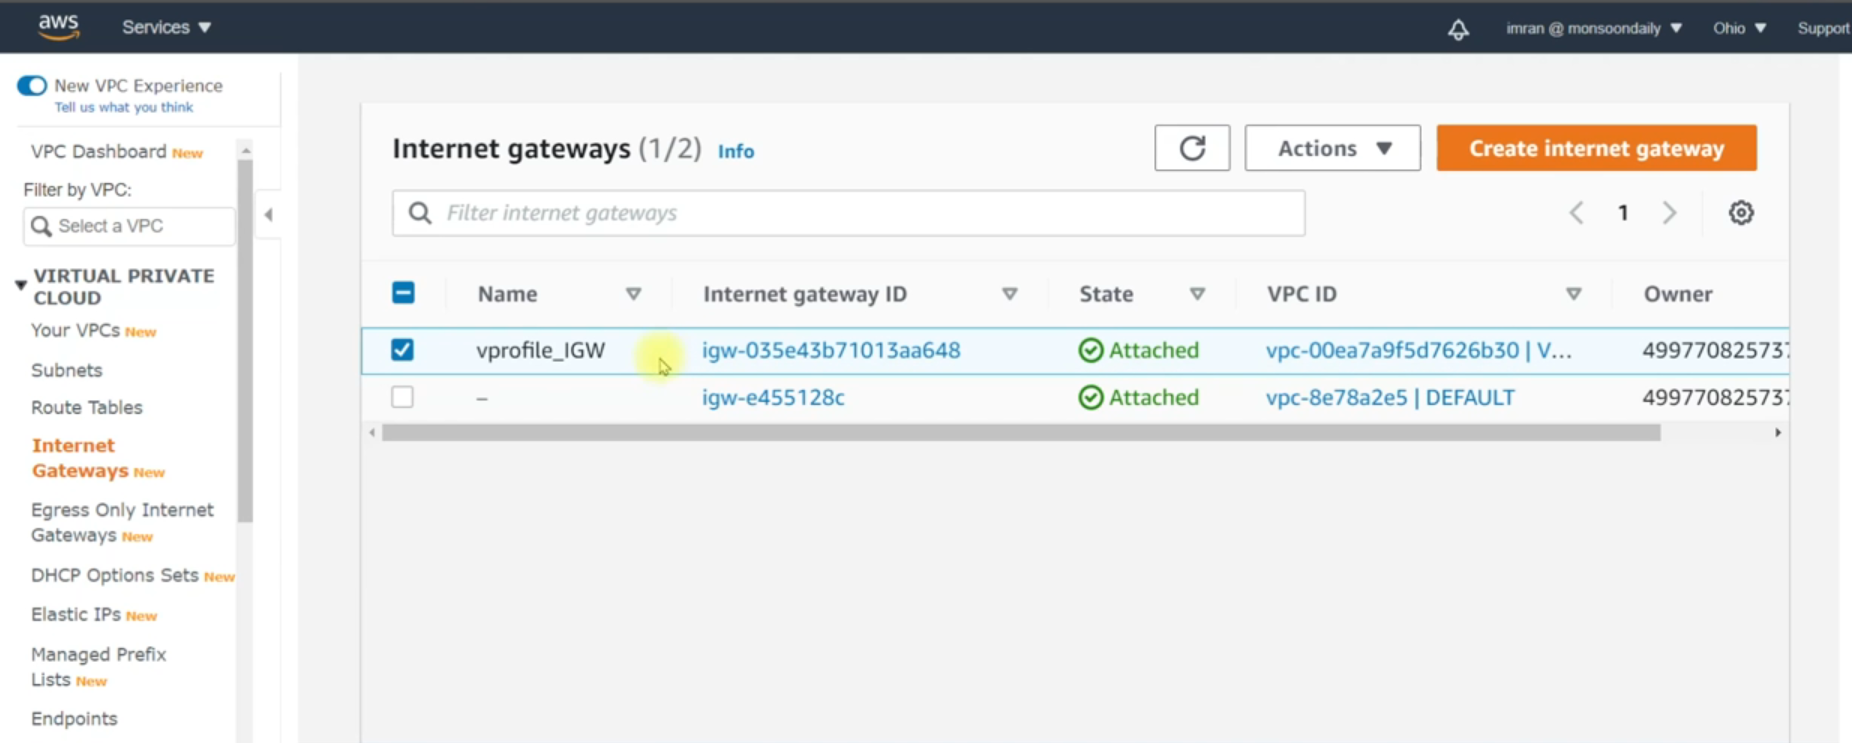 aws Services imran @ monsoondaily Ohio Support
New VPC Experience
Tell us what you think
VPC Dashboard New
Filter by VPC:
Select a VPC
VIRTUAL PRIVATE
CLOUD
Your VPCs New
Subnets
Route Tables
Internet
Gateways New
Egress Only Internet
Gateways New
DHCP Options Sets New
Elastic IPs New
Managed Prefix
Lists New
Endpoints
Internet gateways (1/2) Info Actions Create internet gateway
Filter internet gateways 1
Name Internet gateway ID State VPC ID Owner
vprofile_IGW igw-035e43b71013aa648 Attached vpc-00ea7a9f5d7626b30 | V... 499770825737
– igw-e455128c Attached vpc-8e78a2e5 | DEFAULT 499770825737